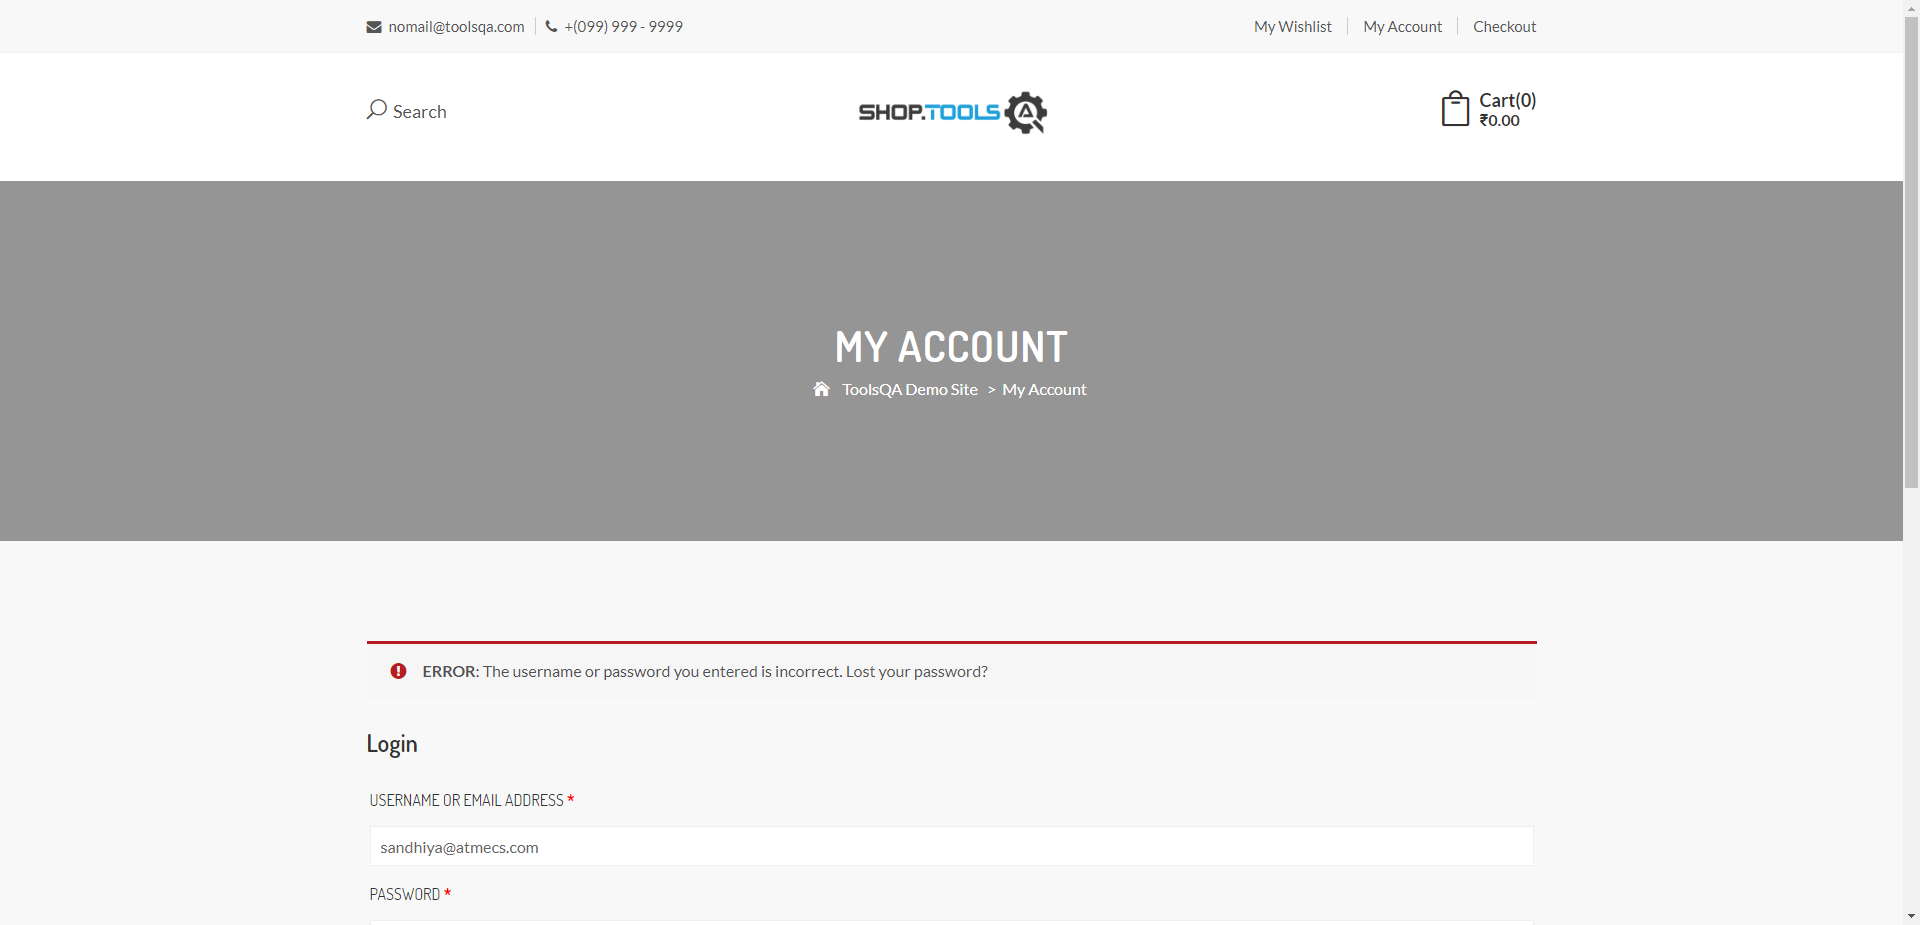 nomail@toolsqa.com +(099) 999 - 9999 My Wishlist My Account Checkout
Search
SHOP.TOOLS QA
Cart(0)
₹0.00
MY ACCOUNT
ToolsQA Demo Site > My Account
ERROR: The username or password you entered is incorrect. Lost your password?
Login
USERNAME OR EMAIL ADDRESS *
sandhiya@atmecs.com
PASSWORD *